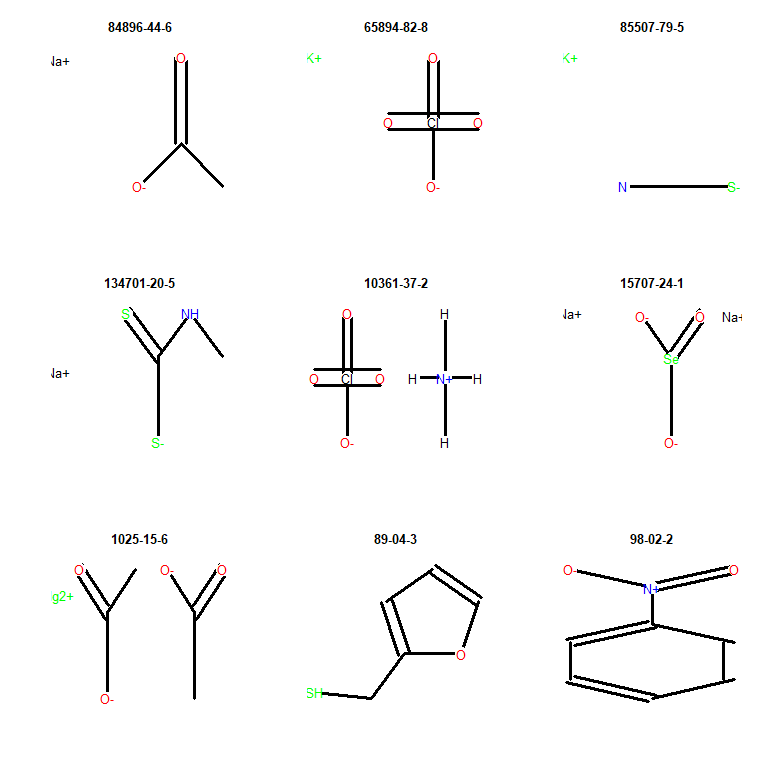 84896-44-6 65894-82-8 85507-79-5
Na+ O O- K+ O O Cl O O- K+ N S-
134701-20-5 10361-37-2 15707-24-1
S NH Na+ S- O O Cl O O- H H N+ H H Na+ O- O Na+ Se O-
1025-15-6 89-04-3 98-02-2
g2+ O O- O- O SH O O- N+ O